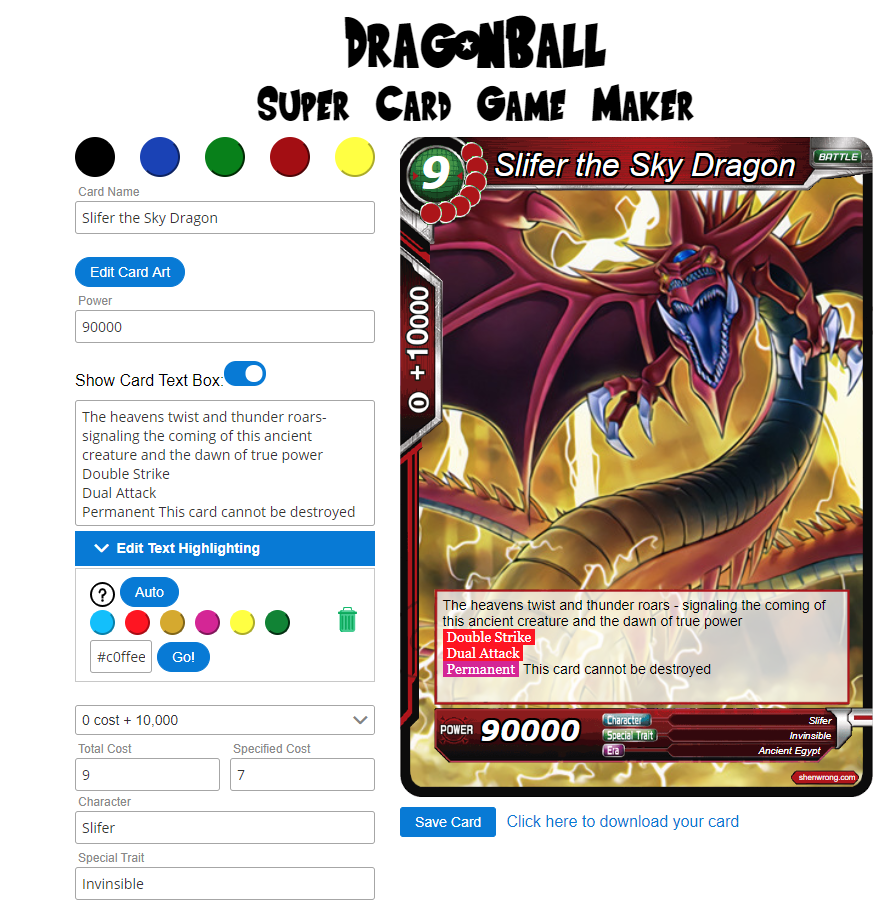 DRAGONBALL
SUPER CARD GAME MAKER
Card Name
Slifer the Sky Dragon
Edit Card Art
Power
90000
Show Card Text Box:
The heavens twist and thunder roars-
signaling the coming of this ancient
creature and the dawn of true power
Double Strike
Dual Attack
Permanent This card cannot be destroyed
Edit Text Highlighting
? Auto
#c0ffee Go!
0 cost + 10,000
Total Cost Specified Cost
9 7
Character
Slifer
Special Trait
Invinsible
9 Slifer the Sky Dragon BATTLE
0 +10000
The heavens twist and thunder roars - signaling the coming of
this ancient creature and the dawn of true power
Double Strike
Dual Attack
Permanent This card cannot be destroyed
POWER 90000
Character Slifer
Special Trait Invinsible
Era Ancient Egypt
shenwrong.com
Save Card Click here to download your card